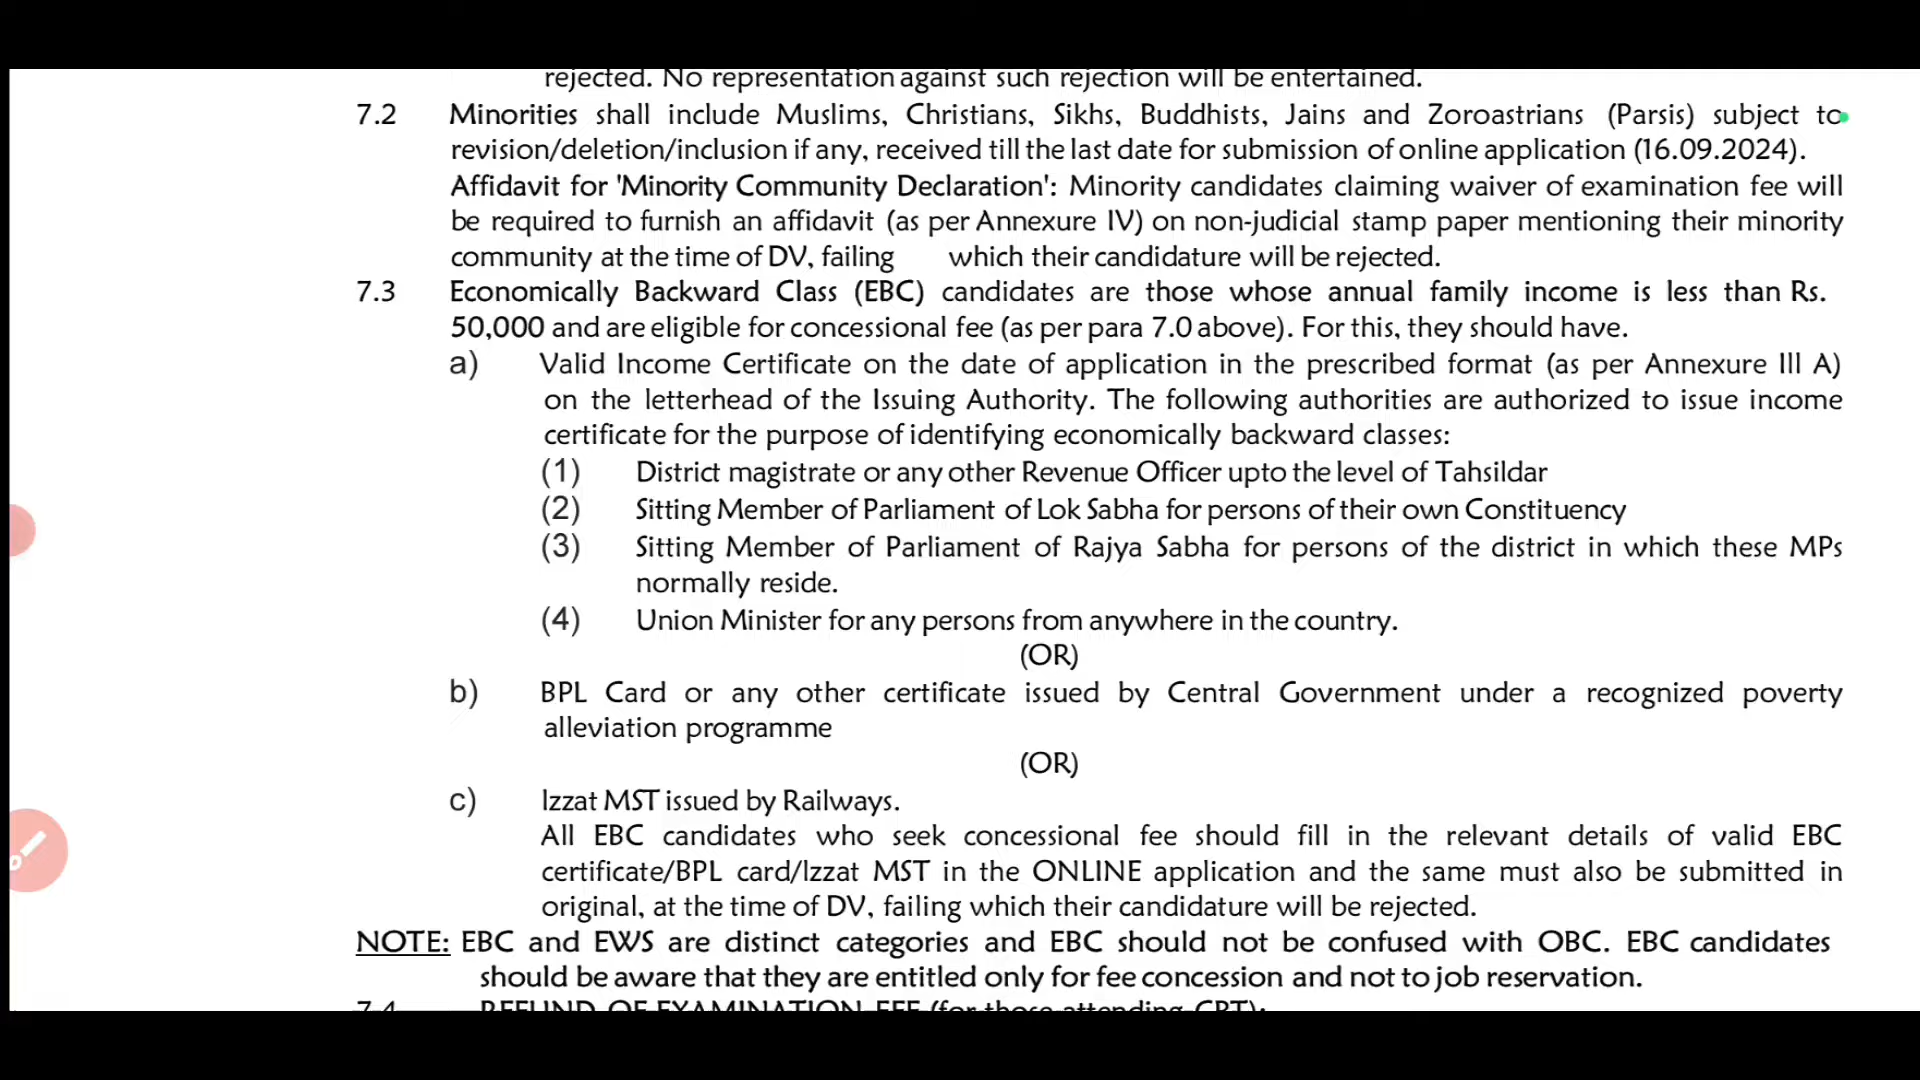 rejected. No representation against such rejection will be entertained.
7.2 Minorities shall include Muslims, Christians, Sikhs, Buddhists, Jains and Zoroastrians (Parsis) subject to
revision/deletion/inclusion if any, received till the last date for submission of online application (16.09.2024).
Affidavit for 'Minority Community Declaration': Minority candidates claiming waiver of examination fee will
be required to furnish an affidavit (as per Annexure IV) on non-judicial stamp paper mentioning their minority
community at the time of DV, failing which their candidature will be rejected.
7.3 Economically Backward Class (EBC) candidates are those whose annual family income is less than Rs.
50,000 and are eligible for concessional fee (as per para 7.0 above). For this, they should have.
a) Valid Income Certificate on the date of application in the prescribed format (as per Annexure III A)
on the letterhead of the Issuing Authority. The following authorities are authorized to issue income
certificate for the purpose of identifying economically backward classes:
(1) District magistrate or any other Revenue Officer upto the level of Tahsildar
(2) Sitting Member of Parliament of Lok Sabha for persons of their own Constituency
(3) Sitting Member of Parliament of Rajya Sabha for persons of the district in which these MPs
normally reside.
(4) Union Minister for any persons from anywhere in the country.
(OR)
b) BPL Card or any other certificate issued by Central Government under a recognized poverty
alleviation programme
(OR)
c) Izzat MST issued by Railways.
All EBC candidates who seek concessional fee should fill in the relevant details of valid EBC
certificate/BPL card/Izzat MST in the ONLINE application and the same must also be submitted in
original, at the time of DV, failing which their candidature will be rejected.
NOTE: EBC and EWS are distinct categories and EBC should not be confused with OBC. EBC candidates
should be aware that they are entitled only for fee concession and not to job reservation.
7.4 REFUND OF EXAMINATION FEE (for those attending CBT):